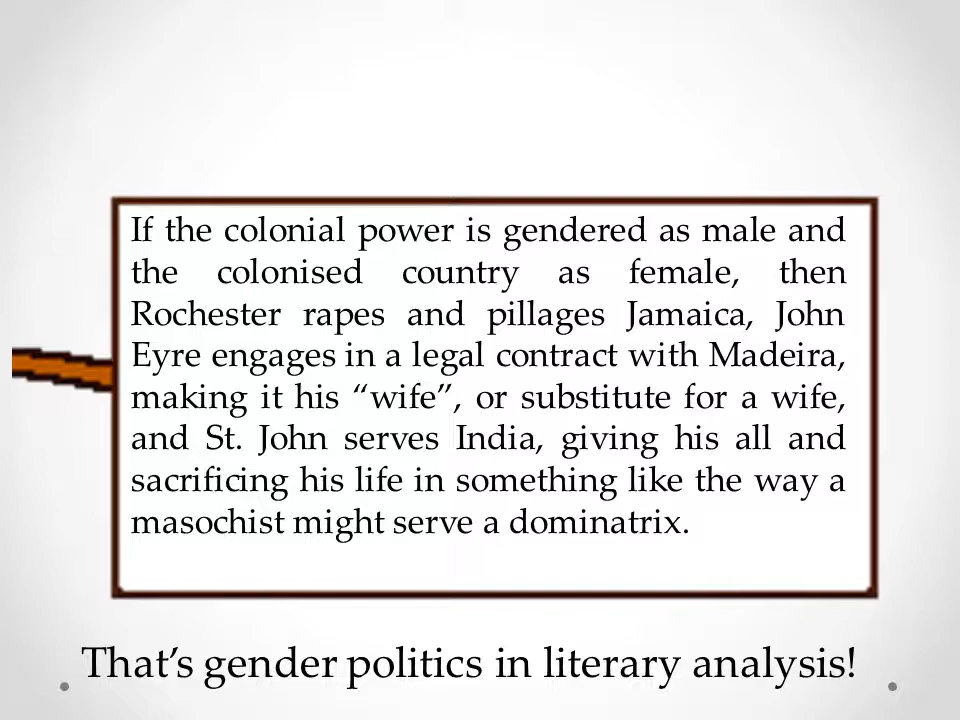 If the colonial power is gendered as male and
the colonised country as female, then
Rochester rapes and pillages Jamaica, John
Eyre engages in a legal contract with Madeira,
making it his “wife”, or substitute for a wife,
and St. John serves India, giving his all and
sacrificing his life in something like the way a
masochist might serve a dominatrix.
That’s gender politics in literary analysis!